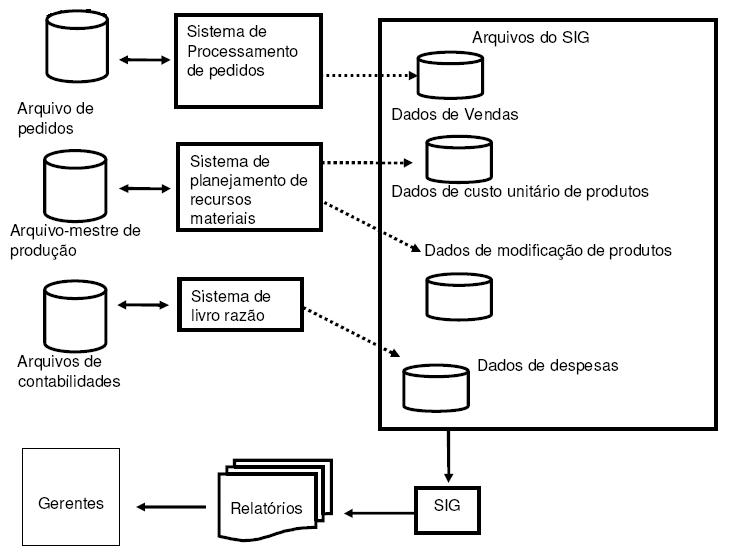 Sistema de
Processamento
de pedidos
Arquivos do SIG
Arquivo de
pedidos
Dados de Vendas
Sistema de
planejamento de
recursos
materiais
Dados de custo unitário de produtos
Arquivo-mestre de
produção
Dados de modificação de produtos
Sistema de
livro razão
Arquivos de
contabilidades
Dados de despesas
Gerentes
Relatórios
SIG